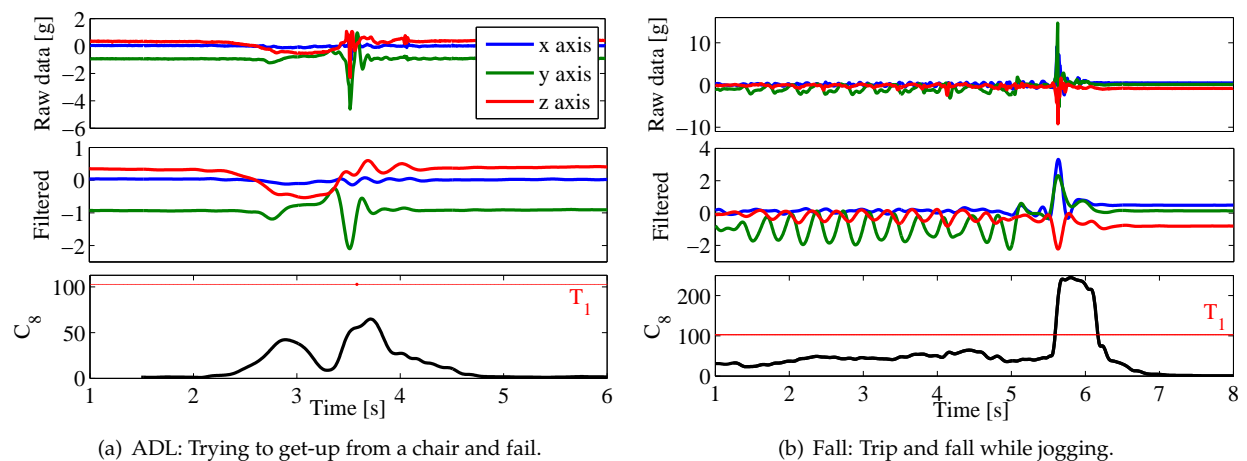 Raw data [g]
2
0
−2
−4
−6
x axis
y axis
z axis
Filtered
1
0
−1
−2
C8
100
50
0
T1
1 2 3 4 5 6
Time [s]
(a) ADL: Trying to get-up from a chair and fail.
Raw data [g]
10
0
−10
Filtered
4
2
0
−2
C8
200
100
0
T1
1 2 3 4 5 6 7 8
Time [s]
(b) Fall: Trip and fall while jogging.